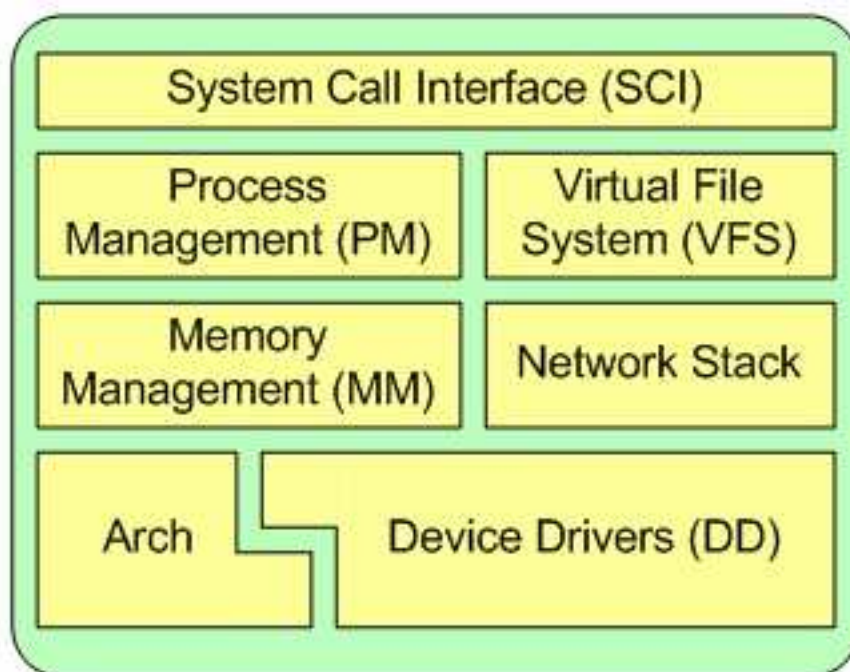 System Call Interface (SCI)
Process
Management (PM)
Virtual File
System (VFS)
Memory
Management (MM)
Network Stack
Arch
Device Drivers (DD)